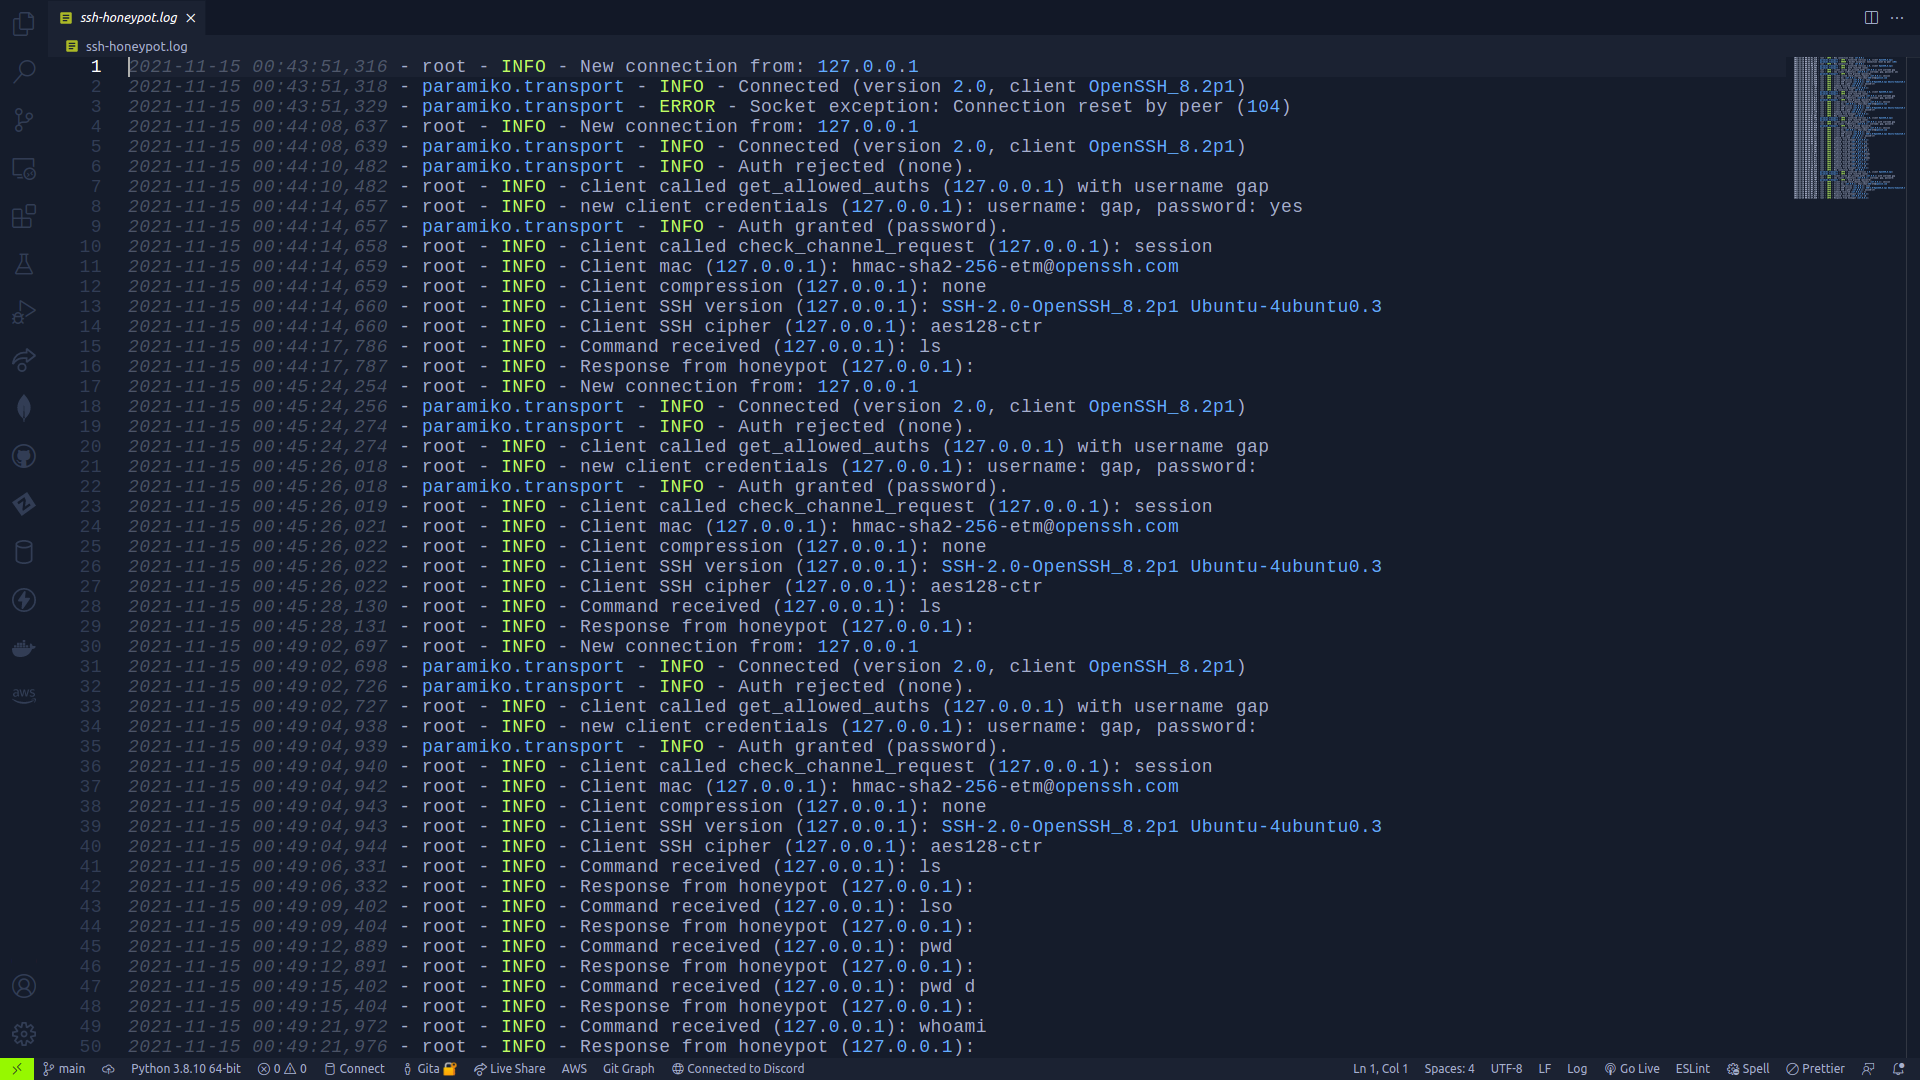 ssh-honeypot.log
ssh-honeypot.log
1 2021-11-15 00:43:51,316 - root - INFO - New connection from: 127.0.0.1
2 2021-11-15 00:43:51,318 - paramiko.transport - INFO - Connected (version 2.0, client OpenSSH_8.2p1)
3 2021-11-15 00:43:51,329 - paramiko.transport - ERROR - Socket exception: Connection reset by peer (104)
4 2021-11-15 00:44:08,637 - root - INFO - New connection from: 127.0.0.1
5 2021-11-15 00:44:08,639 - paramiko.transport - INFO - Connected (version 2.0, client OpenSSH_8.2p1)
6 2021-11-15 00:44:10,482 - paramiko.transport - INFO - Auth rejected (none).
7 2021-11-15 00:44:10,482 - root - INFO - client called get_allowed_auths (127.0.0.1) with username gap
8 2021-11-15 00:44:14,657 - root - INFO - new client credentials (127.0.0.1): username: gap, password: yes
9 2021-11-15 00:44:14,657 - paramiko.transport - INFO - Auth granted (password).
10 2021-11-15 00:44:14,658 - root - INFO - client called check_channel_request (127.0.0.1): session
11 2021-11-15 00:44:14,659 - root - INFO - Client mac (127.0.0.1): hmac-sha2-256-etm@openssh.com
12 2021-11-15 00:44:14,659 - root - INFO - Client compression (127.0.0.1): none
13 2021-11-15 00:44:14,660 - root - INFO - Client SSH version (127.0.0.1): SSH-2.0-OpenSSH_8.2p1 Ubuntu-4ubuntu0.3
14 2021-11-15 00:44:14,660 - root - INFO - Client SSH cipher (127.0.0.1): aes128-ctr
15 2021-11-15 00:44:17,786 - root - INFO - Command received (127.0.0.1): ls
16 2021-11-15 00:44:17,787 - root - INFO - Response from honeypot (127.0.0.1):
17 2021-11-15 00:45:24,254 - root - INFO - New connection from: 127.0.0.1
18 2021-11-15 00:45:24,256 - paramiko.transport - INFO - Connected (version 2.0, client OpenSSH_8.2p1)
19 2021-11-15 00:45:24,274 - paramiko.transport - INFO - Auth rejected (none).
20 2021-11-15 00:45:24,274 - root - INFO - client called get_allowed_auths (127.0.0.1) with username gap
21 2021-11-15 00:45:26,018 - root - INFO - new client credentials (127.0.0.1): username: gap, password:
22 2021-11-15 00:45:26,018 - paramiko.transport - INFO - Auth granted (password).
23 2021-11-15 00:45:26,019 - root - INFO - client called check_channel_request (127.0.0.1): session
24 2021-11-15 00:45:26,021 - root - INFO - Client mac (127.0.0.1): hmac-sha2-256-etm@openssh.com
25 2021-11-15 00:45:26,022 - root - INFO - Client compression (127.0.0.1): none
26 2021-11-15 00:45:26,022 - root - INFO - Client SSH version (127.0.0.1): SSH-2.0-OpenSSH_8.2p1 Ubuntu-4ubuntu0.3
27 2021-11-15 00:45:26,022 - root - INFO - Client SSH cipher (127.0.0.1): aes128-ctr
28 2021-11-15 00:45:28,130 - root - INFO - Command received (127.0.0.1): ls
29 2021-11-15 00:45:28,131 - root - INFO - Response from honeypot (127.0.0.1):
30 2021-11-15 00:49:02,697 - root - INFO - New connection from: 127.0.0.1
31 2021-11-15 00:49:02,698 - paramiko.transport - INFO - Connected (version 2.0, client OpenSSH_8.2p1)
32 2021-11-15 00:49:02,726 - paramiko.transport - INFO - Auth rejected (none).
33 2021-11-15 00:49:02,727 - root - INFO - client called get_allowed_auths (127.0.0.1) with username gap
34 2021-11-15 00:49:04,938 - root - INFO - new client credentials (127.0.0.1): username: gap, password:
35 2021-11-15 00:49:04,939 - paramiko.transport - INFO - Auth granted (password).
36 2021-11-15 00:49:04,940 - root - INFO - client called check_channel_request (127.0.0.1): session
37 2021-11-15 00:49:04,942 - root - INFO - Client mac (127.0.0.1): hmac-sha2-256-etm@openssh.com
38 2021-11-15 00:49:04,943 - root - INFO - Client compression (127.0.0.1): none
39 2021-11-15 00:49:04,943 - root - INFO - Client SSH version (127.0.0.1): SSH-2.0-OpenSSH_8.2p1 Ubuntu-4ubuntu0.3
40 2021-11-15 00:49:04,944 - root - INFO - Client SSH cipher (127.0.0.1): aes128-ctr
41 2021-11-15 00:49:06,331 - root - INFO - Command received (127.0.0.1): ls
42 2021-11-15 00:49:06,332 - root - INFO - Response from honeypot (127.0.0.1):
43 2021-11-15 00:49:09,402 - root - INFO - Command received (127.0.0.1): lso
44 2021-11-15 00:49:09,404 - root - INFO - Response from honeypot (127.0.0.1):
45 2021-11-15 00:49:12,889 - root - INFO - Command received (127.0.0.1): pwd
46 2021-11-15 00:49:12,891 - root - INFO - Response from honeypot (127.0.0.1):
47 2021-11-15 00:49:15,402 - root - INFO - Command received (127.0.0.1): pwd d
48 2021-11-15 00:49:15,404 - root - INFO - Response from honeypot (127.0.0.1):
49 2021-11-15 00:49:21,972 - root - INFO - Command received (127.0.0.1): whoami
50 2021-11-15 00:49:21,976 - root - INFO - Response from honeypot (127.0.0.1):
aws
main Python 3.8.10 64-bit 0 0 Connect Gita Live Share AWS Git Graph Connected to Discord Ln 1, Col 1 Spaces: 4 UTF-8 LF Log Go Live ESLint Spell Prettier